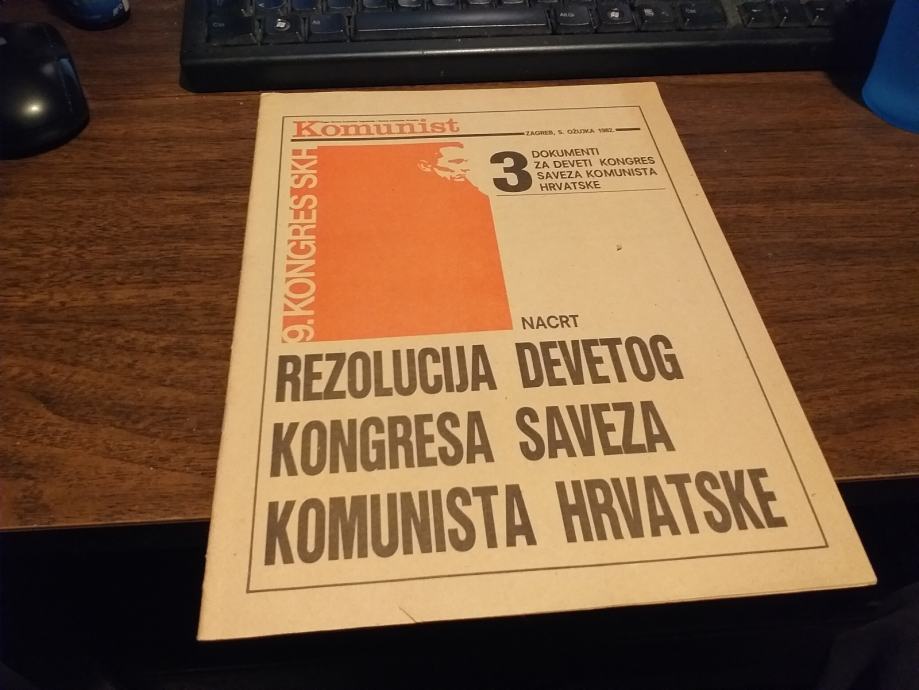 Komunist
ZAGREB, 5. OŽUJKA 1982.
9. KONGRES SKH
3
DOKUMENTI
ZA DEVETI KONGRES
SAVEZA KOMUNISTA
HRVATSKE
NACRT
REZOLUCIJA DEVETOG
KONGRESA SAVEZA
KOMUNISTA HRVATSKE